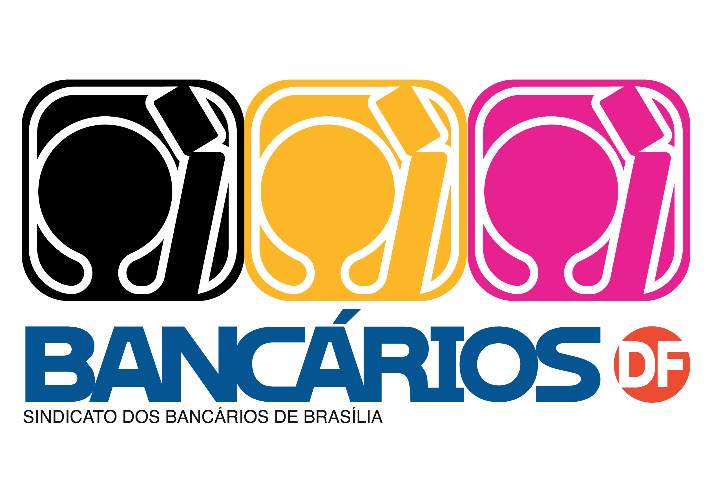 BANCÁRIOS DF
SINDICATO DOS BANCÁRIOS DE BRASÍLIA